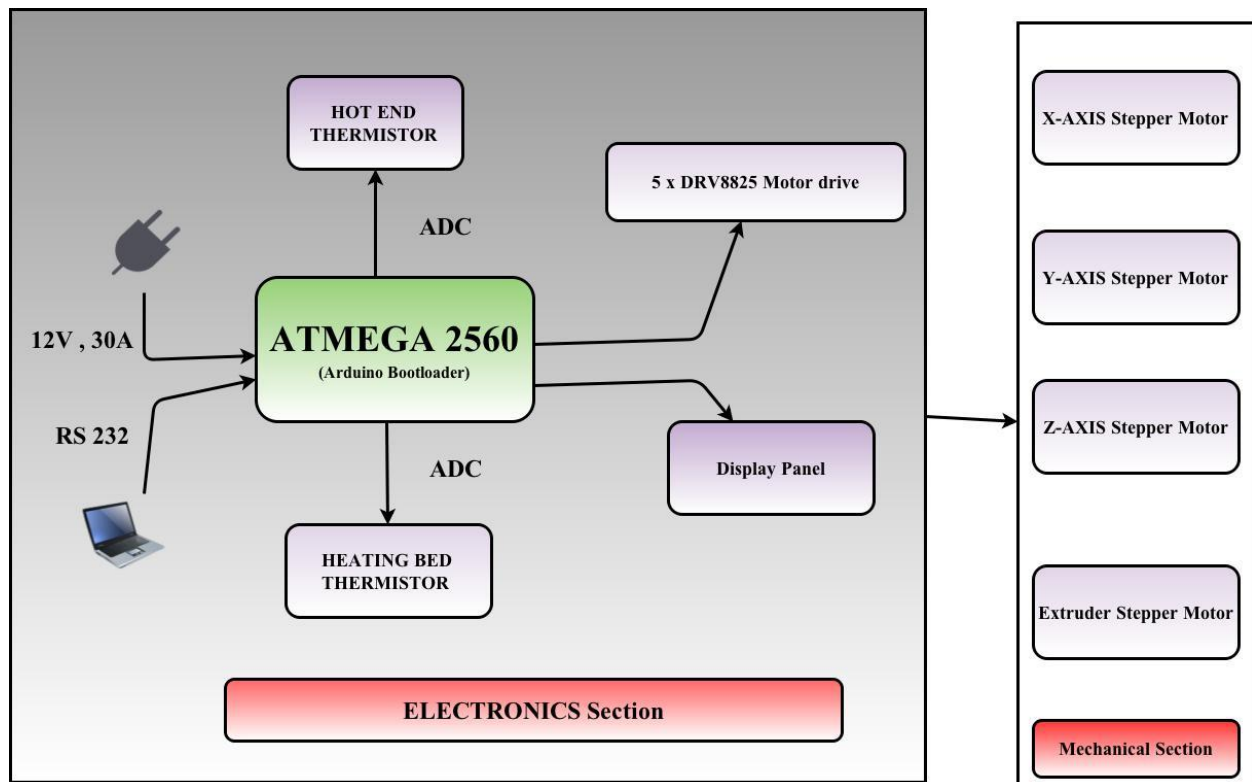 HOT END
THERMISTOR
5 x DRV8825 Motor drive
ADC
12V , 30A
ATMEGA 2560
(Arduino Bootloader)
RS 232
ADC
Display Panel
HEATING BED
THERMISTOR
ELECTRONICS Section
X-AXIS Stepper Motor
Y-AXIS Stepper Motor
Z-AXIS Stepper Motor
Extruder Stepper Motor
Mechanical Section